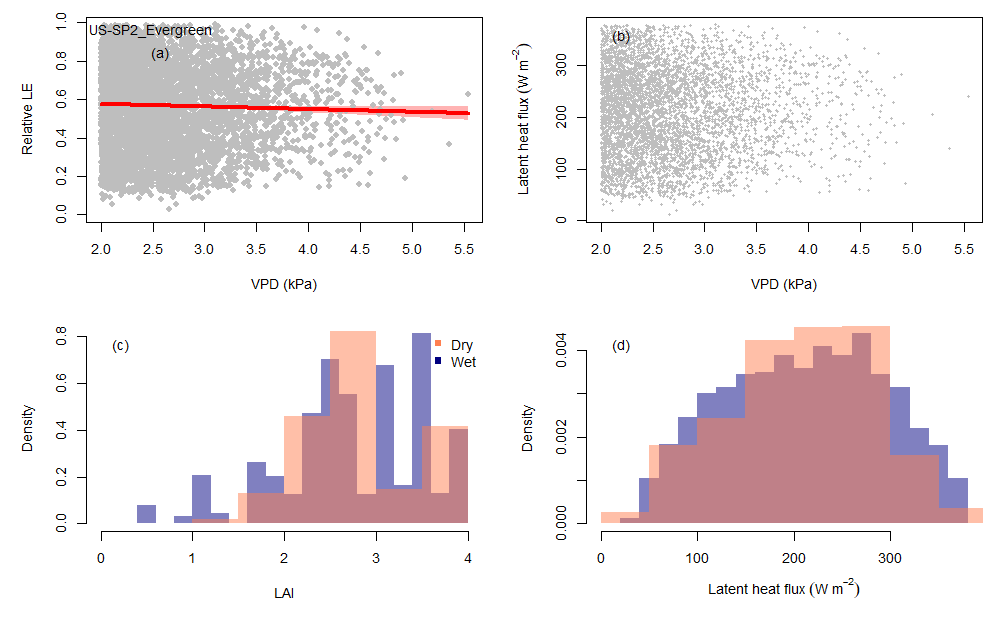 US-SP2_Evergreen
(a)
Relative LE
0.0 0.2 0.4 0.6 0.8 1.0
2.0 2.5 3.0 3.5 4.0 4.5 5.0 5.5
VPD (kPa)
(b)
Latent heat flux (W m⁻²)
0 100 200 300
2.0 2.5 3.0 3.5 4.0 4.5 5.0 5.5
VPD (kPa)
(c)
Dry
Wet
Density
0.0 0.2 0.4 0.6 0.8
0 1 2 3 4
LAI
(d)
Density
0.000 0.002 0.004
0 100 200 300
Latent heat flux (W m⁻²)